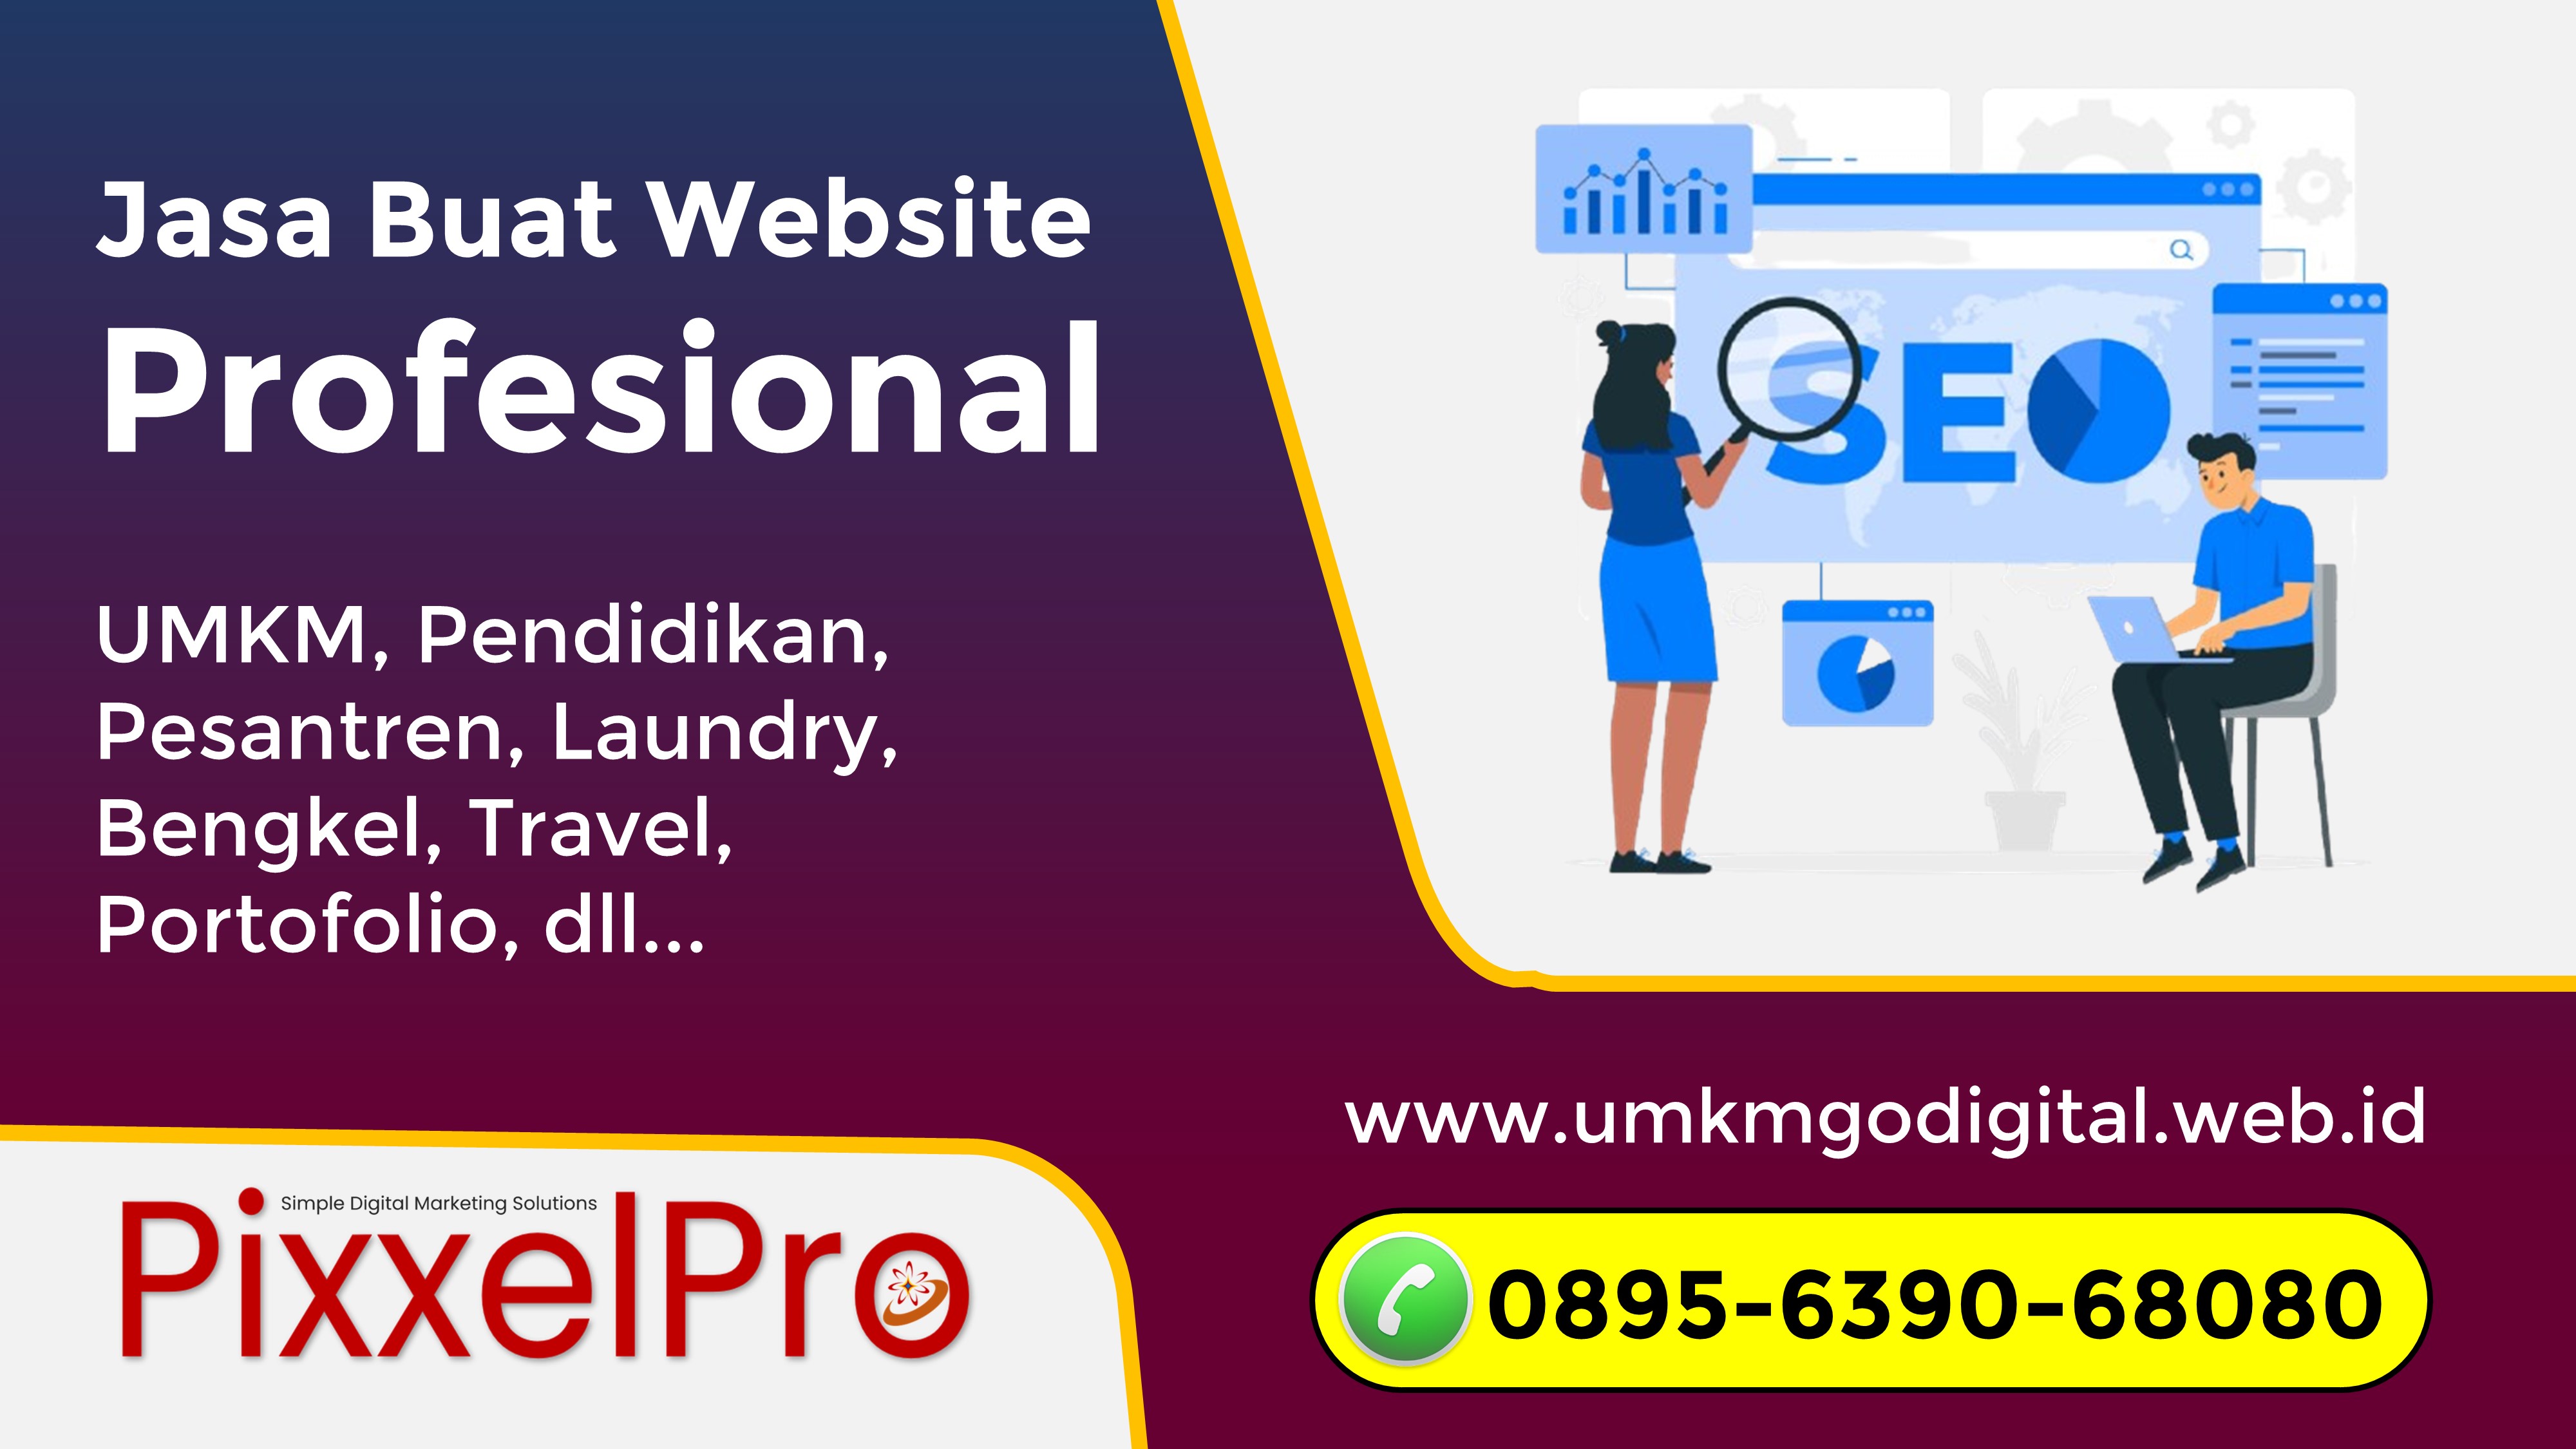 Jasa Buat Website
Profesional
UMKM, Pendidikan,
Pesantren, Laundry,
Bengkel, Travel,
Portofolio, dll...
SEO
www.umkmgodigital.web.id
0895-6390-68080
Simple Digital Marketing Solutions
PixxelPro